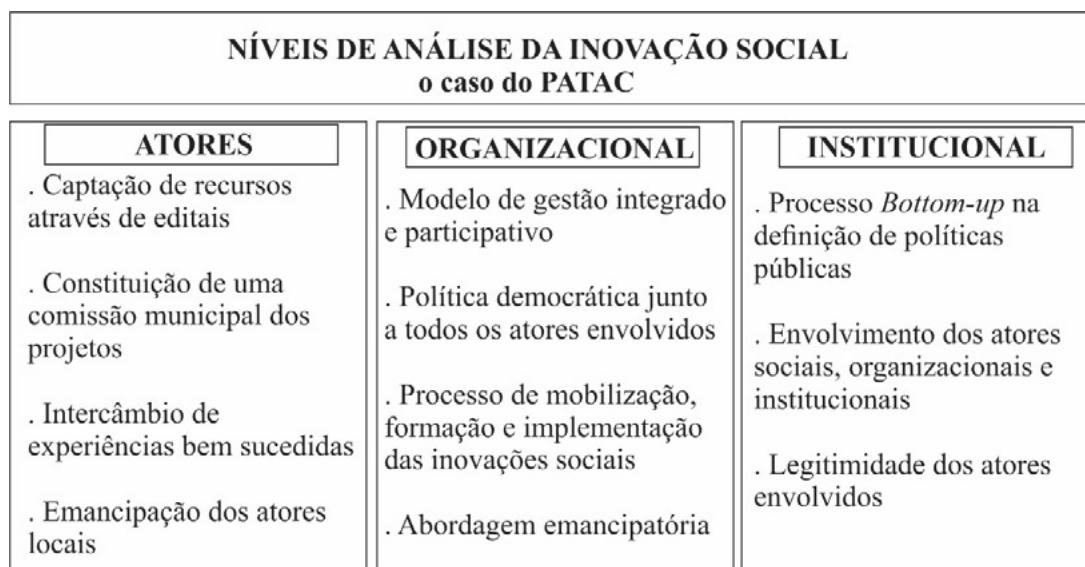 NÍVEIS DE ANÁLISE DA INOVAÇÃO SOCIAL
o caso do PATAC
ATORES
. Captação de recursos
através de editais
. Constituição de uma
comissão municipal dos
projetos
. Intercâmbio de
experiências bem sucedidas
. Emancipação dos atores
locais
ORGANIZACIONAL
. Modelo de gestão integrado
e participativo
. Política democrática junto
a todos os atores envolvidos
. Processo de mobilização,
formação e implementação
das inovações sociais
. Abordagem emancipatória
INSTITUCIONAL
. Processo Bottom-up na
definição de políticas
públicas
. Envolvimento dos atores
sociais, organizacionais e
institucionais
. Legitimidade dos atores
envolvidos